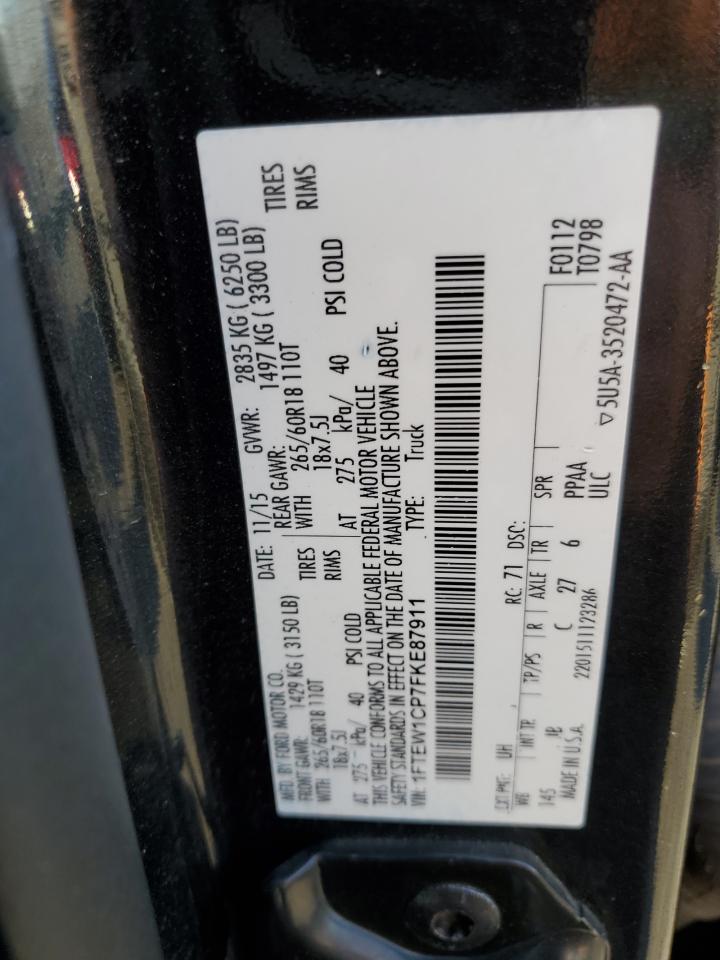 MFD. BY FORD MOTOR CO.
DATE: 11/15 GVWR: 2835 KG ( 6250 LB)
FRONT GAWR: 1429 KG ( 3150 LB) REAR GAWR: 1497 KG ( 3300 LB)
WITH 265/60R18 110T TIRES WITH 265/60R18 110T TIRES
18x7.5J RIMS 18x7.5J RIMS
AT 275 kPa/ 40 PSI COLD AT 275 kPa/ 40 PSI COLD
THIS VEHICLE CONFORMS TO ALL APPLICABLE FEDERAL MOTOR VEHICLE
SAFETY STANDARDS IN EFFECT ON THE DATE OF MANUFACTURE SHOWN ABOVE.
VIN: 1FTEW1CP7FKE87911 TYPE: Truck
EXT PNT: UH RC: 71 DSC:
WB INT TR TP/PS R AXLE TR SPR F0112
145 IB C 27 6 PPAA T0798
MADE IN U.S.A. 2201511123286 ULC ▽ 5U5A-3520472-AA